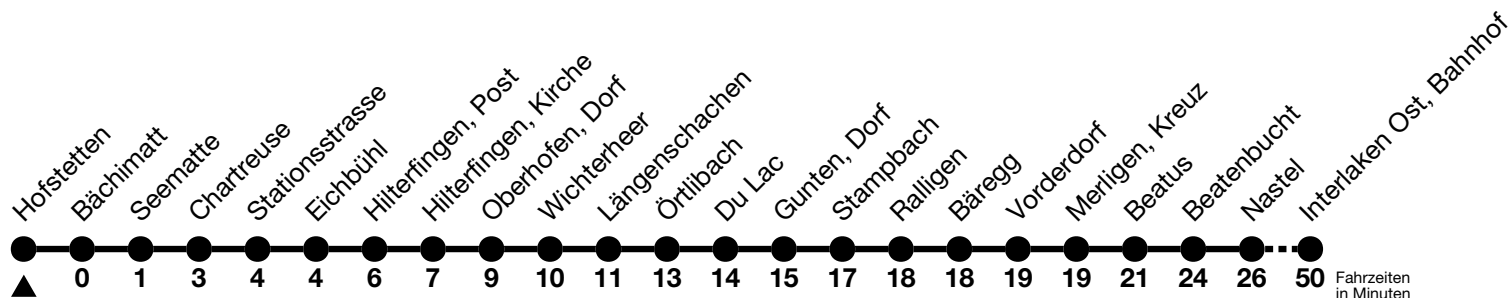 Hofstetten
Bächimatt
Seematte
Chartreuse
Stationsstrasse
Eichbühl
Hilterfingen, Post
Hilterfingen, Kirche
Oberhofen, Dorf
Wichterheer
Längenschachen
Örtlibach
Du Lac
Gunten, Dorf
Stampbach
Ralligen
Bäregg
Vorderdorf
Merligen, Kreuz
Beatus
Beatenbucht
Nastel
Interlaken Ost, Bahnhof
0 1 3 4 4 6 7 9 10 11 13 14 15 17 18 18 19 19 21 24 26 50 Fahrzeiten
in Minuten